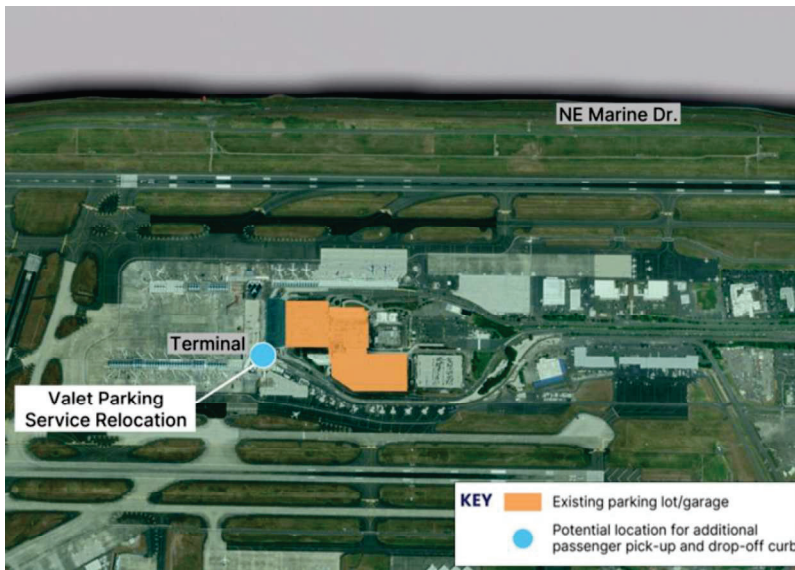 NE Marine Dr.
Terminal
Valet Parking
Service Relocation
KEY
Existing parking lot/garage
Potential location for additional
passenger pick-up and drop-off curb